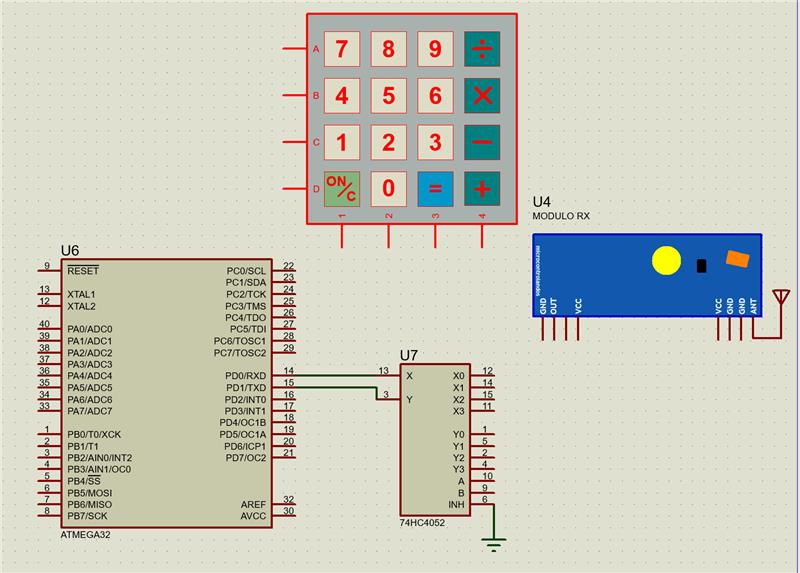 A 7 8 9 ÷
B 4 5 6 ×
C 1 2 3 −
D ON/C 0 = +
1 2 3 4
U4
MODULO RX
GND
OUT
VCC
VCC
GND
GND
ANT
U6
9 RESET
13 XTAL1
12 XTAL2
40 PA0/ADC0
39 PA1/ADC1
38 PA2/ADC2
37 PA3/ADC3
36 PA4/ADC4
35 PA5/ADC5
34 PA6/ADC6
33 PA7/ADC7
1 PB0/T0/XCK
2 PB1/T1
3 PB2/AIN0/INT2
4 PB3/AIN1/OC0
5 PB4/SS
6 PB5/MOSI
7 PB6/MISO
8 PB7/SCK
PC0/SCL 22
PC1/SDA 23
PC2/TCK 24
PC3/TMS 25
PC4/TDO 26
PC5/TDI 27
PC6/TOSC1 28
PC7/TOSC2 29
PD0/RXD 14
PD1/TXD 15
PD2/INT0 16
PD3/INT1 17
PD4/OC1B 18
PD5/OC1A 19
PD6/ICP1 20
PD7/OC2 21
AREF 32
AVCC 30
ATMEGA32
U7
13 X
3 Y
X0 12
X1 14
X2 15
X3 11
Y0 1
Y1 5
Y2 2
Y3 4
A 10
B 9
INH 6
74HC4052